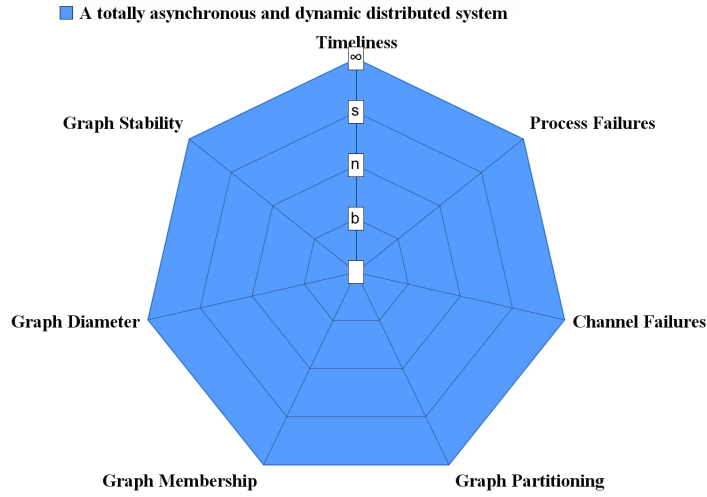 A totally asynchronous and dynamic distributed system
Timeliness
∞
s
Graph Stability
Process Failures
n
b
Graph Diameter
Channel Failures
Graph Membership
Graph Partitioning